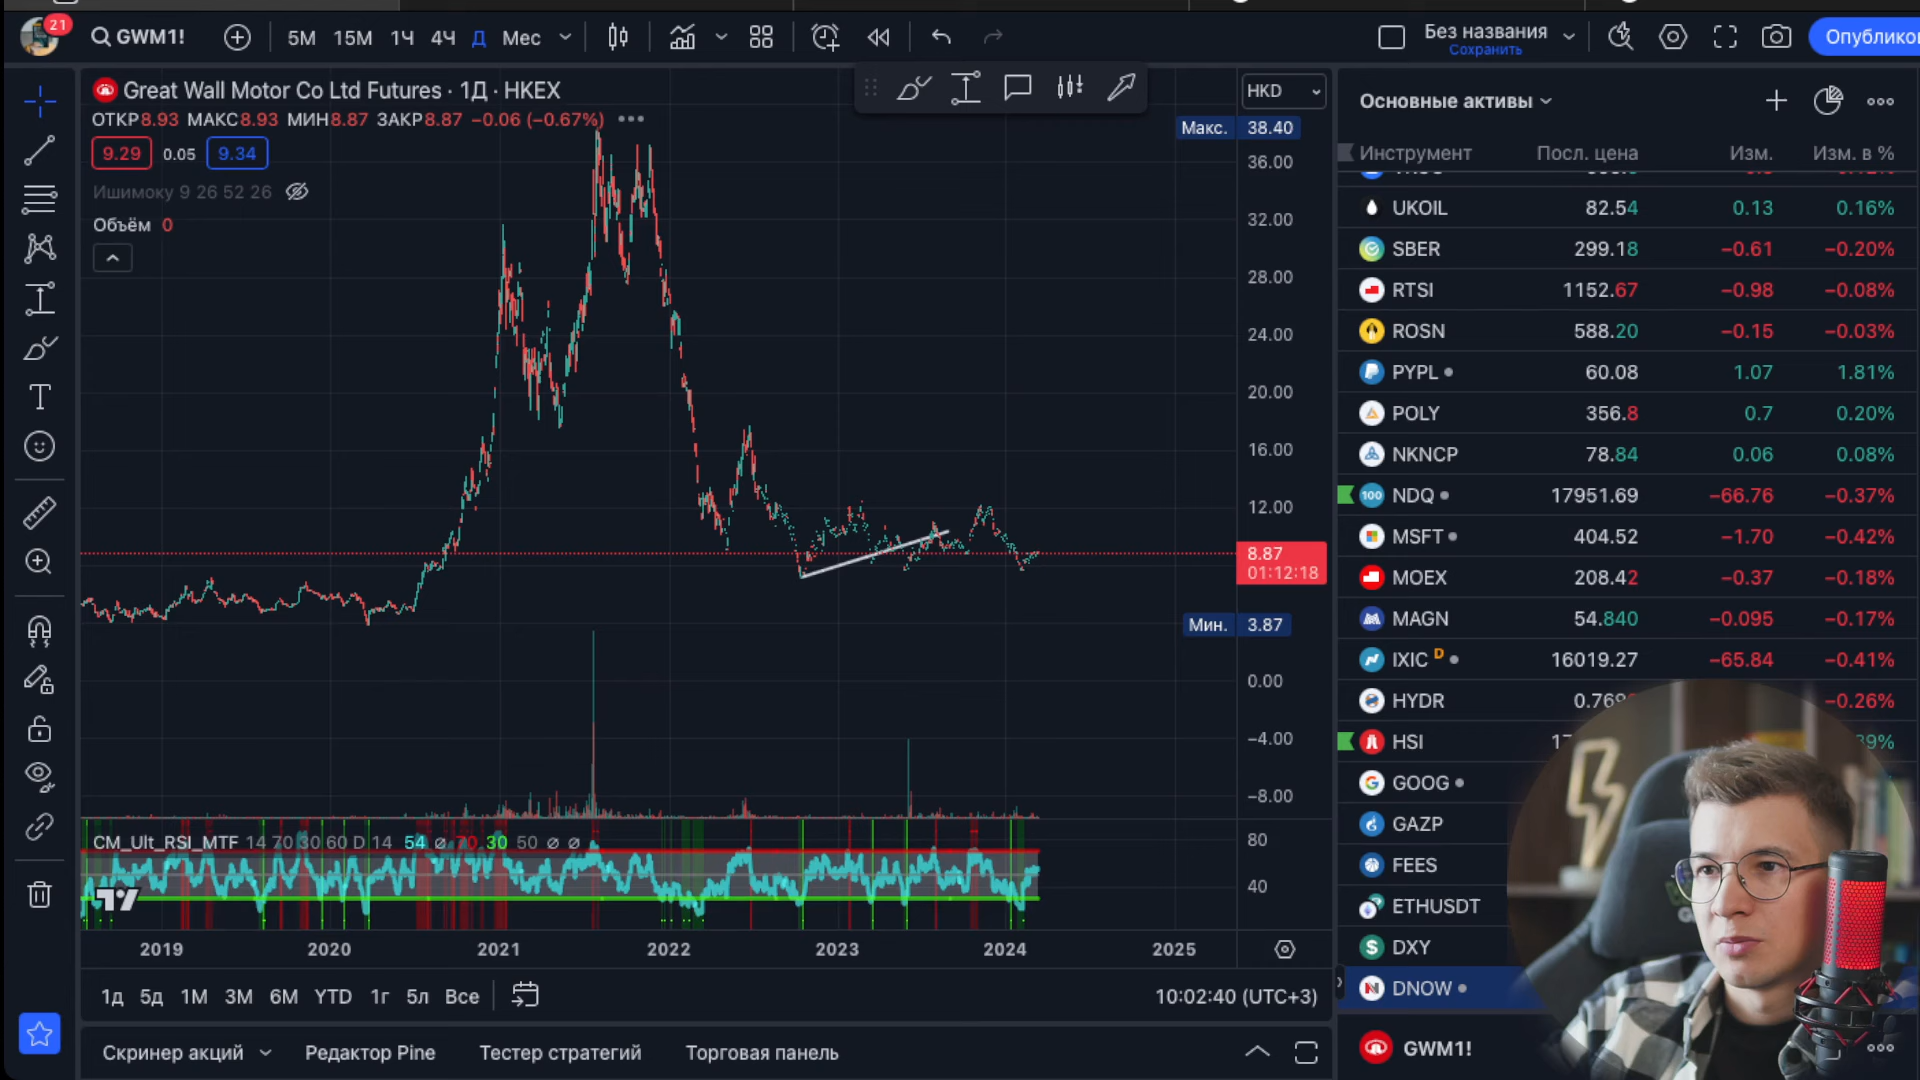 21
GWM1!
5М 15М 1Ч 4Ч Д Мес
Без названия
Сохранить
Great Wall Motor Co Ltd Futures · 1Д · HKEX
ОТКР8.93 МАКС8.93 МИН8.87 ЗАКР8.87 −0.06 (−0.67%)
9.29 0.05 9.34
Ишимоку 9 26 52 26
Объём 0
HKD
Макс. 38.40
36.00
32.00
28.00
24.00
20.00
16.00
12.00
8.87
01:12:18
Мин. 3.87
0.00
−4.00
−8.00
CM_Ult_RSI_MTF 14 70 30 60 D 14 54 ∅ 70 30 50 ∅ ∅
80
40
2019 2020 2021 2022 2023 2024 2025
1д 5д 1М 3М 6М YTD 1г 5л Все
10:02:40 (UTC+3)
Скринер акций Редактор Pine Тестер стратегий Торговая панель
Основные активы
Инструмент Посл. цена Изм. Изм. в %
UKOIL 82.54 0.13 0.16%
SBER 299.18 −0.61 −0.20%
RTSI 1152.67 −0.98 −0.08%
ROSN 588.20 −0.15 −0.03%
PYPL 60.08 1.07 1.81%
POLY 356.8 0.7 0.20%
NKNCP 78.84 0.06 0.08%
100 NDQ 17951.69 −66.76 −0.37%
MSFT 404.52 −1.70 −0.42%
MOEX 208.42 −0.37 −0.18%
MAGN 54.840 −0.095 −0.17%
IXIC D 16019.27 −65.84 −0.41%
HYDR −0.26%
HSI
GOOG
GAZP
FEES
ETHUSDT
DXY
DNOW
GWM1!